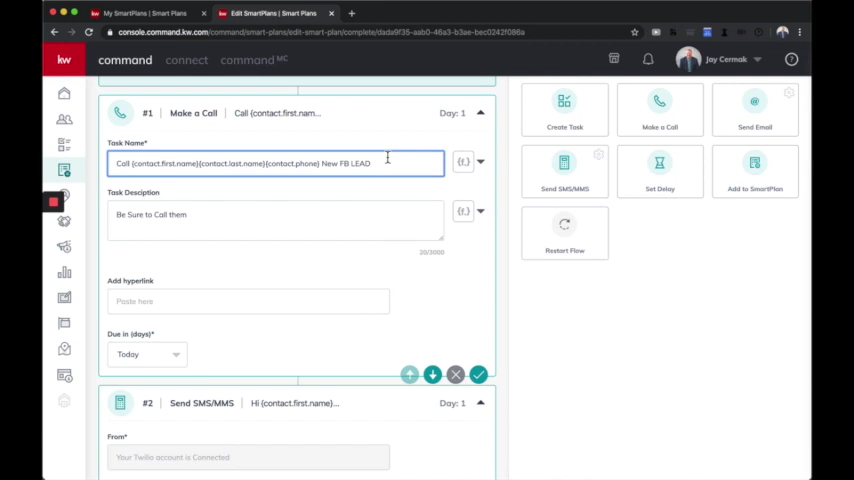 My SmartPlans | Smart Plans
Edit SmartPlans | Smart Plans
console.command.kw.com/command/smart-plans/edit-smart-plan/complete/dada9f35-aab0-46a3-b3ae-bec0242f086a
kw
command
connect
command MC
Jay Cermak
#1
Make a Call
Call {contact.first.nam...
Day: 1
Task Name*
Call {contact.first.name}{contact.last.name}{contact.phone} New FB LEAD
{f.}
Task Desciption
Be Sure to Call them
{f.}
20/3000
Add hyperlink
Paste here
Due in (days)*
Today
#2
Send SMS/MMS
Hi {contact.first.name}...
Day: 1
From*
Your Twilio account is Connected
Create Task
Make a Call
Send Email
Send SMS/MMS
Set Delay
Add to SmartPlan
Restart Flow